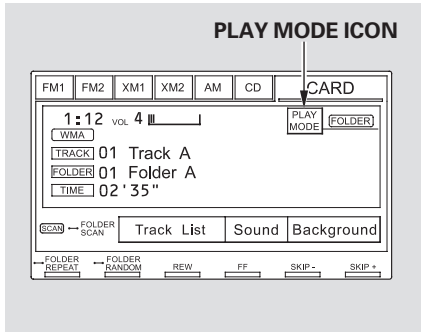 PLAY MODE ICON
FM1 FM2 XM1 XM2 AM CD CARD
1:12 VOL 4 PLAY MODE FOLDER
WMA
TRACK 01 Track A
FOLDER 01 Folder A
TIME 02'35"
SCAN FOLDER SCAN Track List Sound Background
FOLDER REPEAT FOLDER RANDOM REW FF SKIP- SKIP+